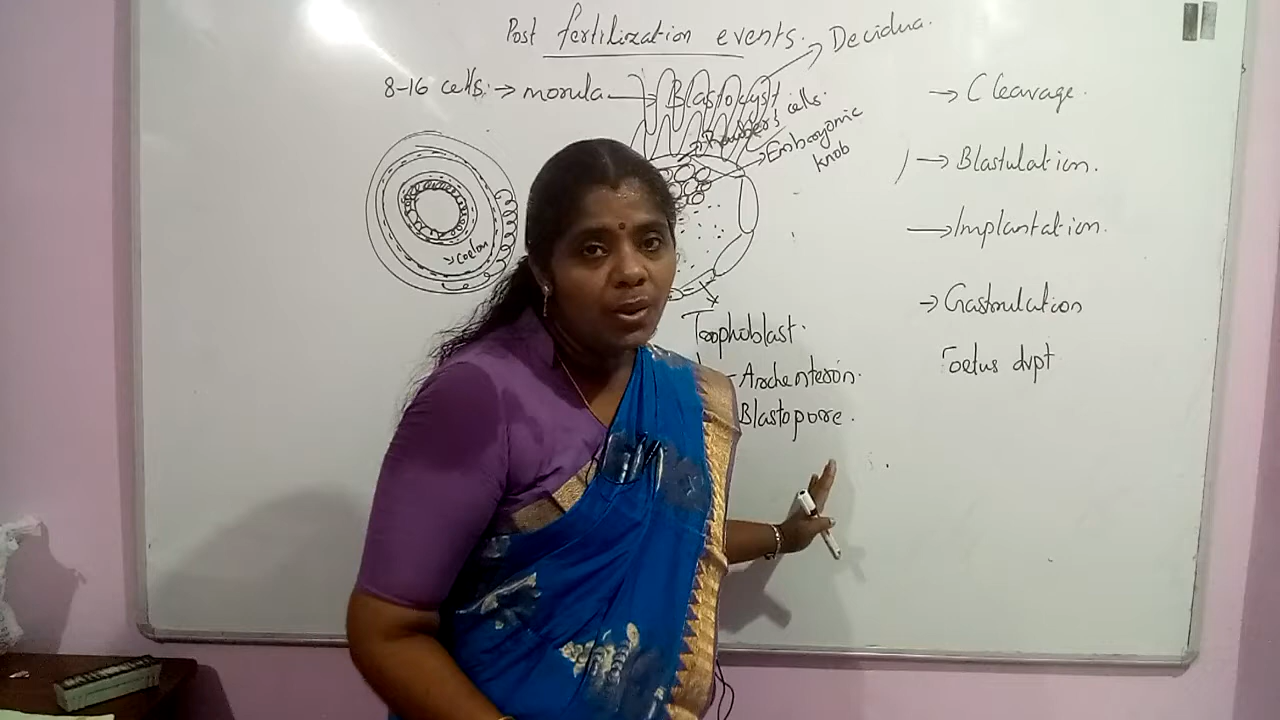 Post fertilization events.
Decidua.
8-16 cells. → morula → Blastocyst
Rauber's cells.
Embryonic
knob
Coelom
Trophoblast.
- Archenteron.
Blastopore.
→ Cleavage.
→ Blastulation.
→ Implantation.
→ Gastrulation
Foetus dvpt